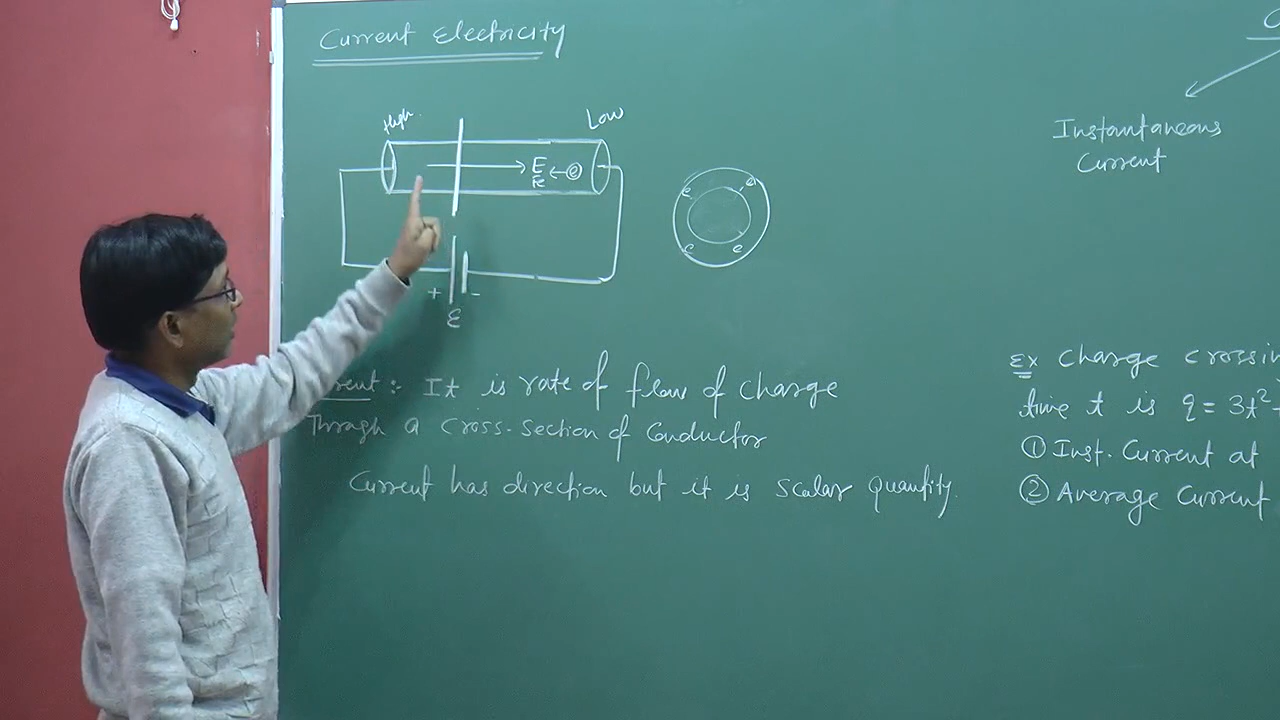 Current Electricity
High
Low
E
e
e
e
e
e
+
-
ε
rrent :- It is rate of flow of charge
Through a cross-section of Conductor
Current has direction but it is scalar quantity.
C
Instantaneous
Current
Ex Charge crossin
time t is q = 3t²
① Inst. Current at
② Average Current